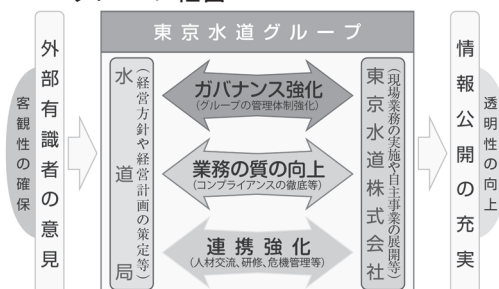 東京水道グループ
客観性の確保
外部有識者の意見
水道局
（経営方針や経営計画の策定等）
ガバナンス強化
（グループの管理体制強化）
業務の質の向上
（コンプライアンスの徹底等）
連携強化
（人材交流、研修、危機管理等）
東京水道株式会社
（現場業務の実施や自主事業の展開等）
情報公開の充実
透明性の向上